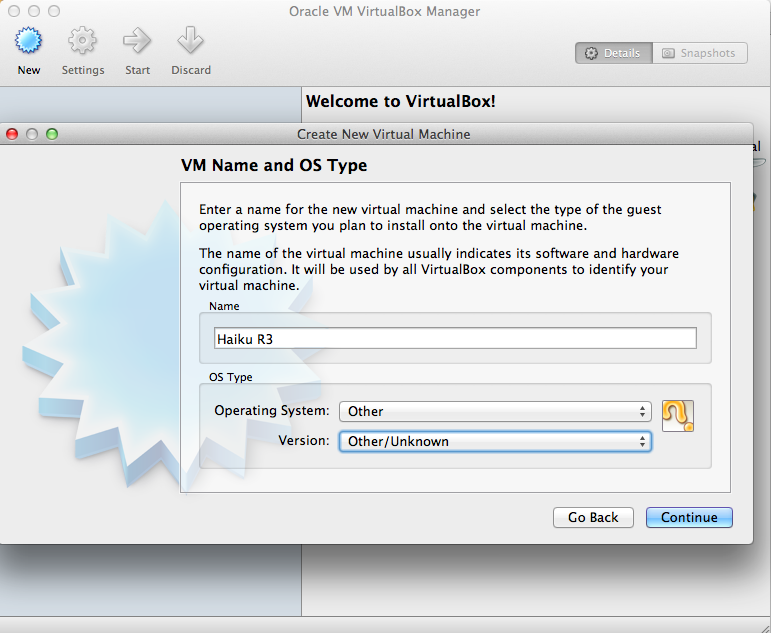 Oracle VM VirtualBox Manager
New
Settings
Start
Discard
Details
Snapshots
Welcome to VirtualBox!
Create New Virtual Machine
VM Name and OS Type
Enter a name for the new virtual machine and select the type of the guest
operating system you plan to install onto the virtual machine.
The name of the virtual machine usually indicates its software and hardware
configuration. It will be used by all VirtualBox components to identify your
virtual machine.
Name
Haiku R3
OS Type
Operating System: Other
Version: Other/Unknown
Go Back
Continue